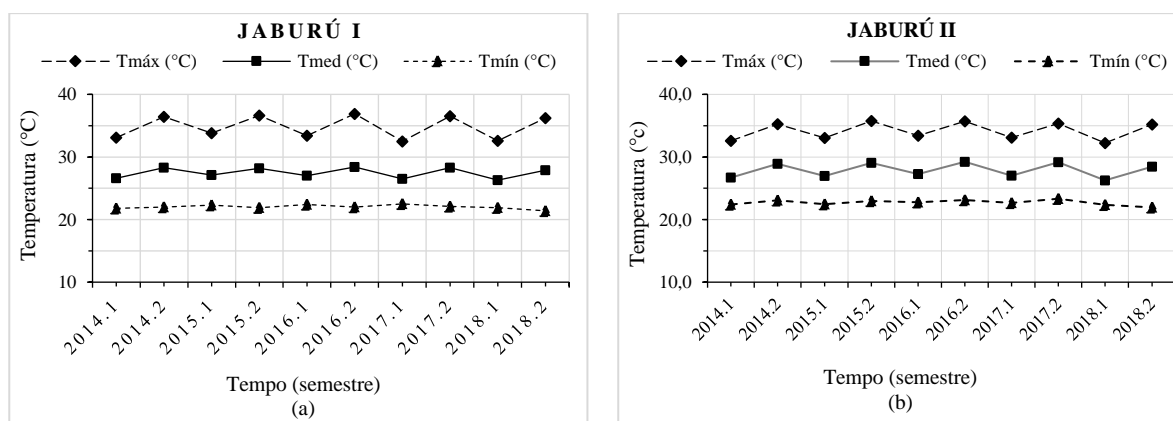 JABURÚ I
Tmáx (°C) Tmed (°C) Tmín (°C)
Temperatura (°C)
40
30
20
10
2014.1 2014.2 2015.1 2015.2 2016.1 2016.2 2017.1 2017.2 2018.1 2018.2
Tempo (semestre)
(a)
JABURÚ II
Tmáx (°C) Tmed (°C) Tmín (°C)
Temperatura (°c)
40,0
30,0
20,0
10,0
2014.1 2014.2 2015.1 2015.2 2016.1 2016.2 2017.1 2017.2 2018.1 2018.2
Tempo (semestre)
(b)